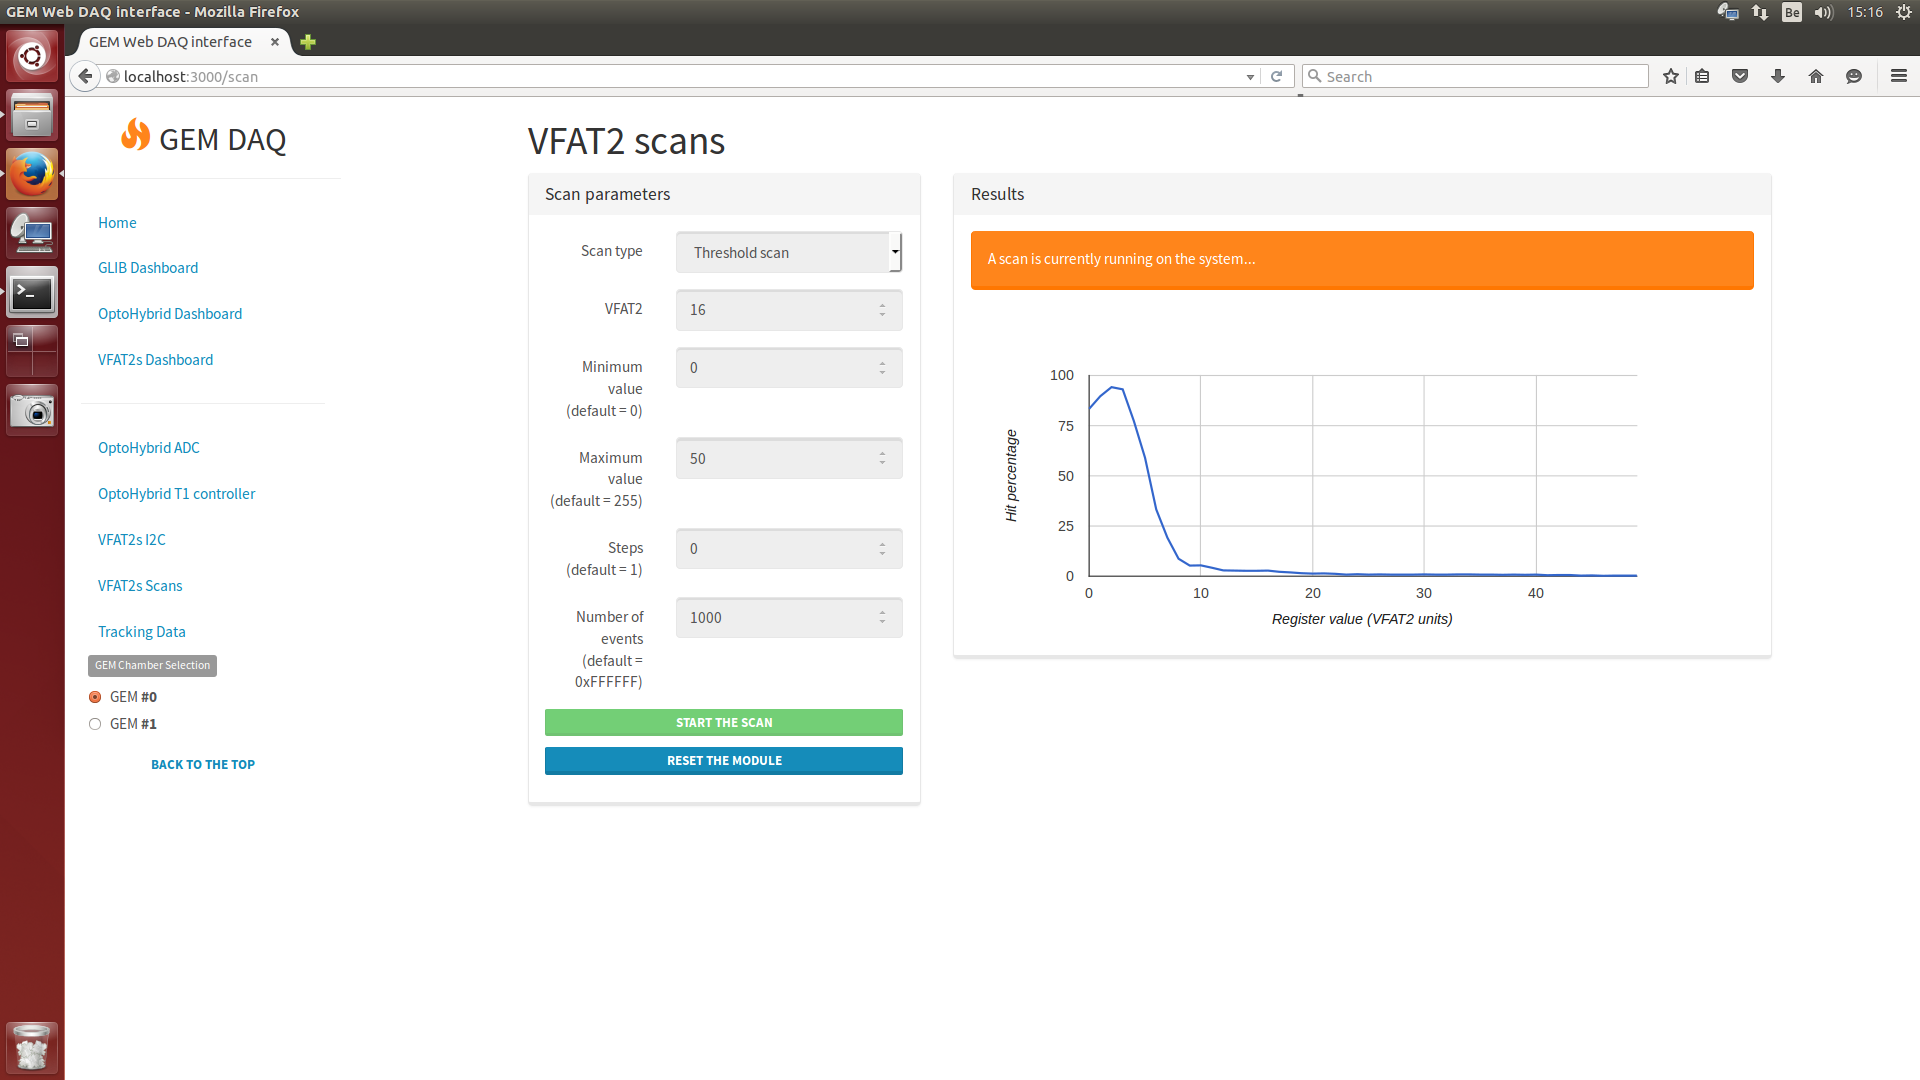 GEM Web DAQ interface - Mozilla Firefox
Be
15:16
GEM Web DAQ interface
localhost:3000/scan
Search
GEM DAQ
Home
GLIB Dashboard
OptoHybrid Dashboard
VFAT2s Dashboard
OptoHybrid ADC
OptoHybrid T1 controller
VFAT2s I2C
VFAT2s Scans
Tracking Data
GEM Chamber Selection
GEM #0
GEM #1
BACK TO THE TOP
VFAT2 scans
Scan parameters
Scan type
Threshold scan
VFAT2
16
Minimum
value
(default = 0)
0
Maximum
value
(default = 255)
50
Steps
(default = 1)
0
Number of
events
(default =
0xFFFFFF)
1000
START THE SCAN
RESET THE MODULE
Results
A scan is currently running on the system...
Hit percentage
100
75
50
25
0
0 10 20 30 40
Register value (VFAT2 units)